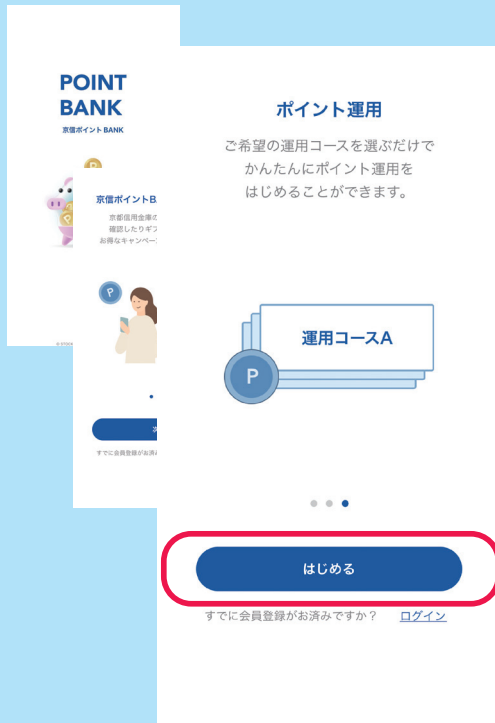 POINT
BANK
京信ポイント BANK
P
京信ポイントB
京都信用金庫の
確認したりギフ
お得なキャンペー
P
すでに会員登録がお済み
ポイント運用
ご希望の運用コースを選ぶだけで
かんたんにポイント運用を
はじめることができます。
運用コースA
P
はじめる
すでに会員登録がお済みですか？ ログイン